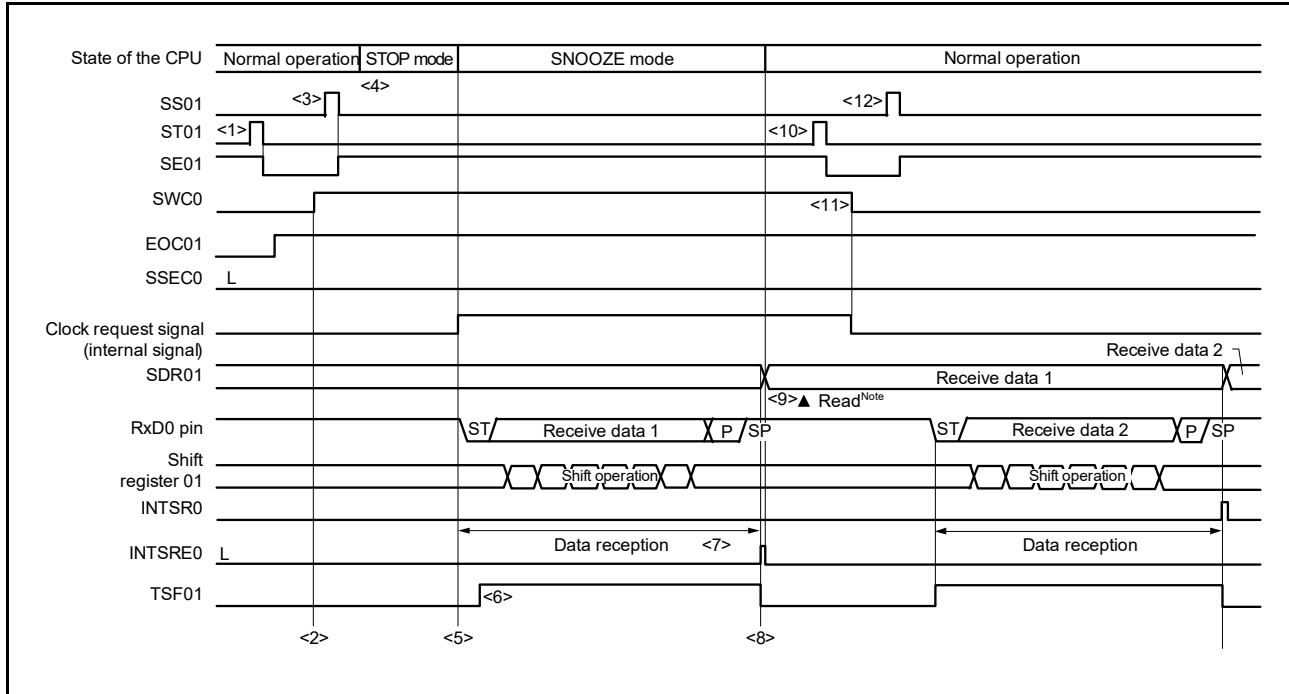 State of the CPU Normal operation STOP mode SNOOZE mode Normal operation
<4>
SS01 <3> <12>
ST01 <1> <10>
SE01
SWC0 <11>
EOC01
SSEC0 L
Clock request signal
(internal signal)
Receive data 2
SDR01 Receive data 1
<9>▲ Read Note
RxD0 pin ST Receive data 1 P SP ST Receive data 2 P SP
Shift
register 01 Shift operation Shift operation
INTSR0
Data reception <7> Data reception
INTSRE0 L
TSF01 <6>
<2> <5> <8>